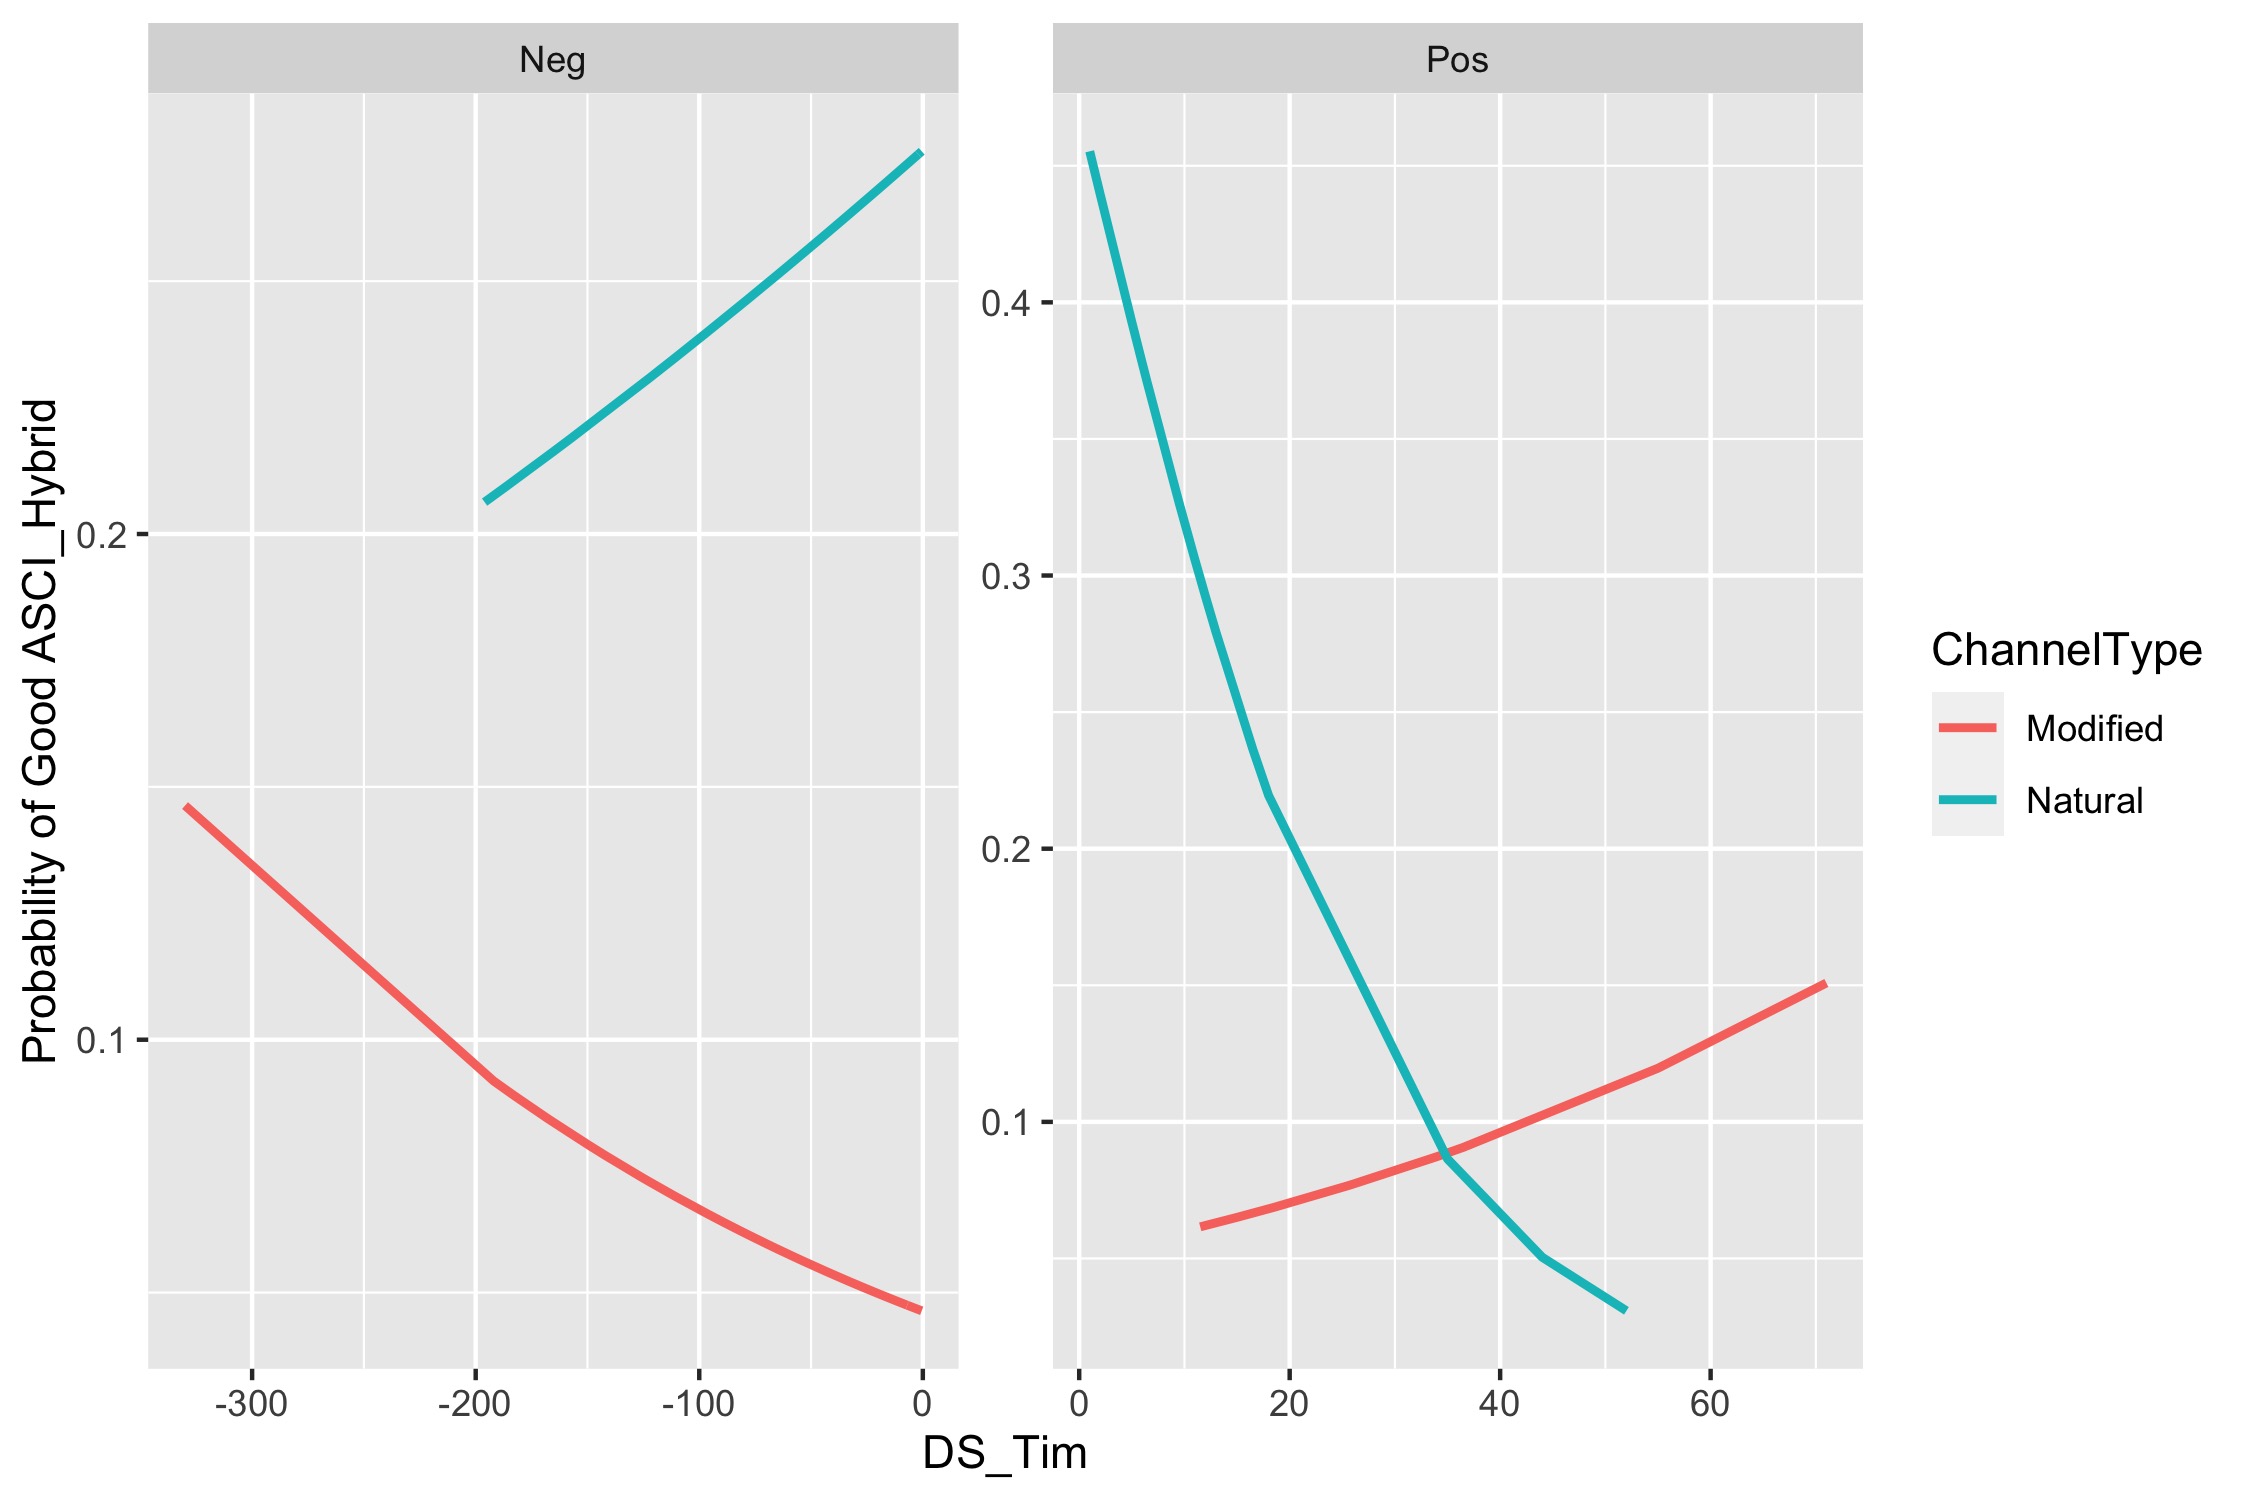 Neg
Pos
Probability of Good ASCI_Hybrid
0.2
0.1
0.4
0.3
0.2
0.1
-300
-200
-100
0
0
20
40
60
DS_Tim
ChannelType
Modified
Natural